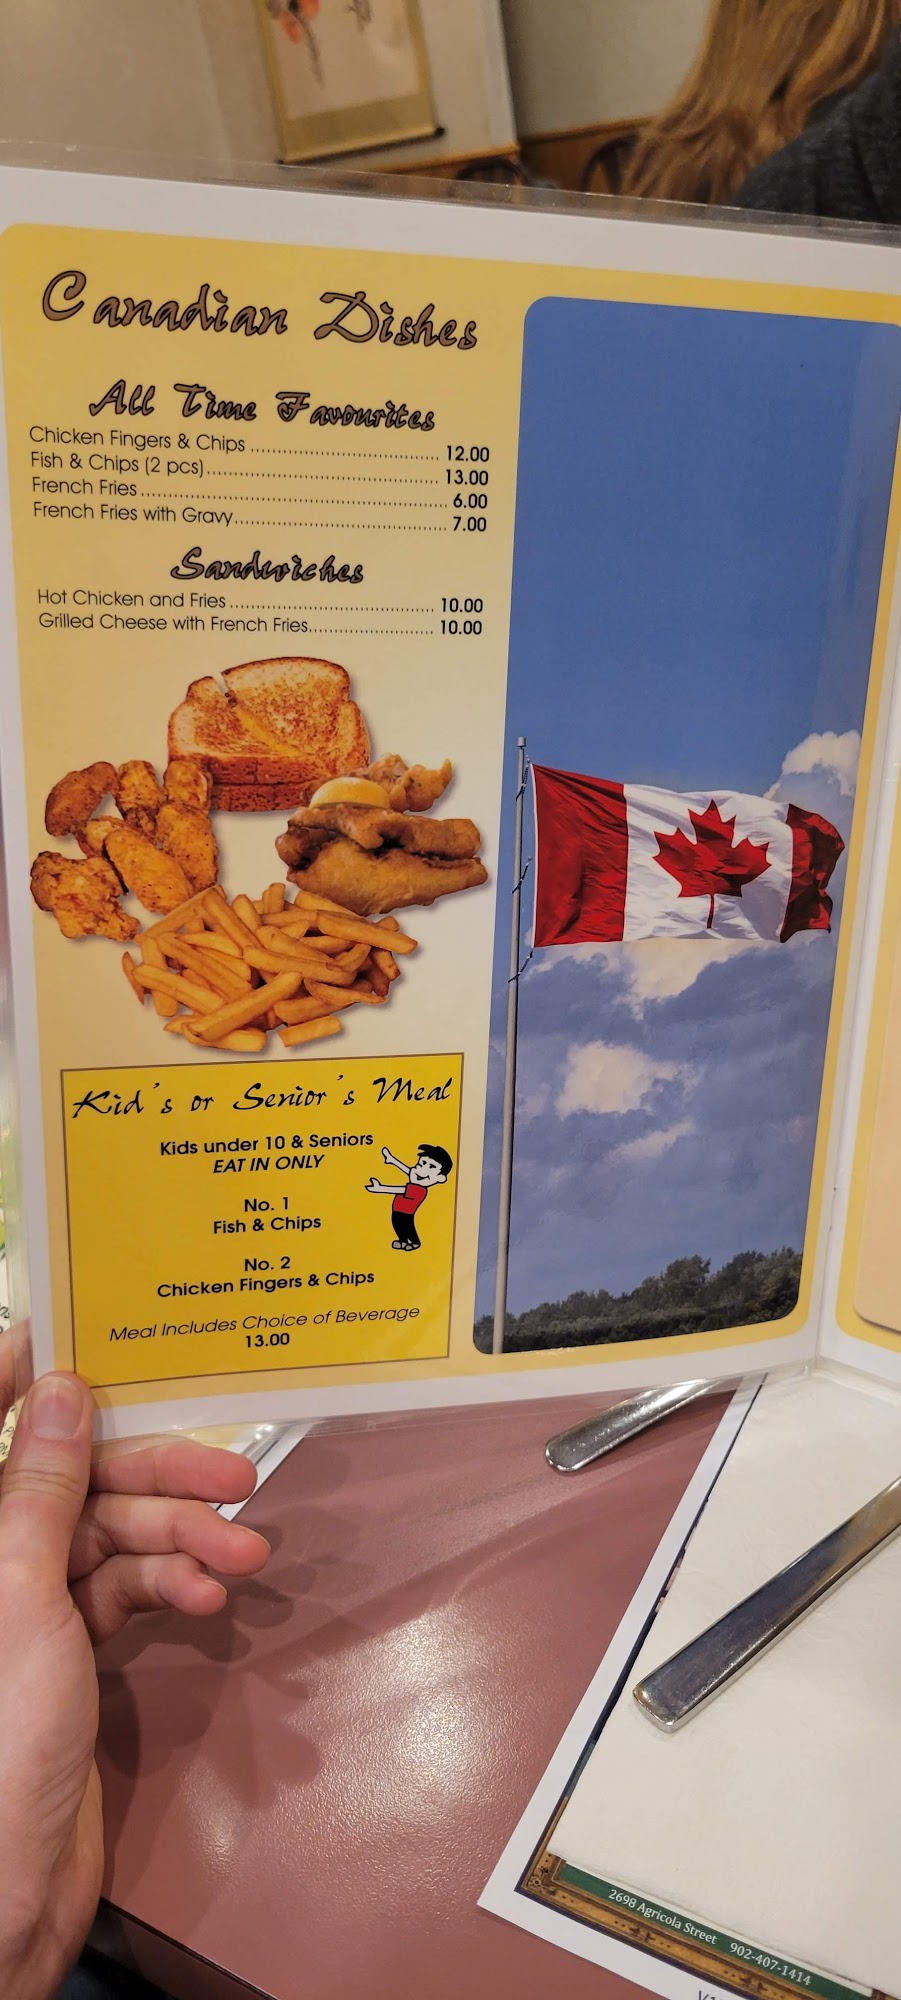 Canadian Dishes
All Time Favourites
Chicken Fingers & Chips ........................................ 12.00
Fish & Chips (2 pcs)................................................ 13.00
French Fries .............................................................. 6.00
French Fries with Gravy........................................... 7.00
Sandwiches
Hot Chicken and Fries ......................................... 10.00
Grilled Cheese with French Fries......................... 10.00
Kid's or Senior's Meal
Kids under 10 & Seniors
EAT IN ONLY
No. 1
Fish & Chips
No. 2
Chicken Fingers & Chips
Meal Includes Choice of Beverage
13.00
2698 Agricola Street 902-407-1414